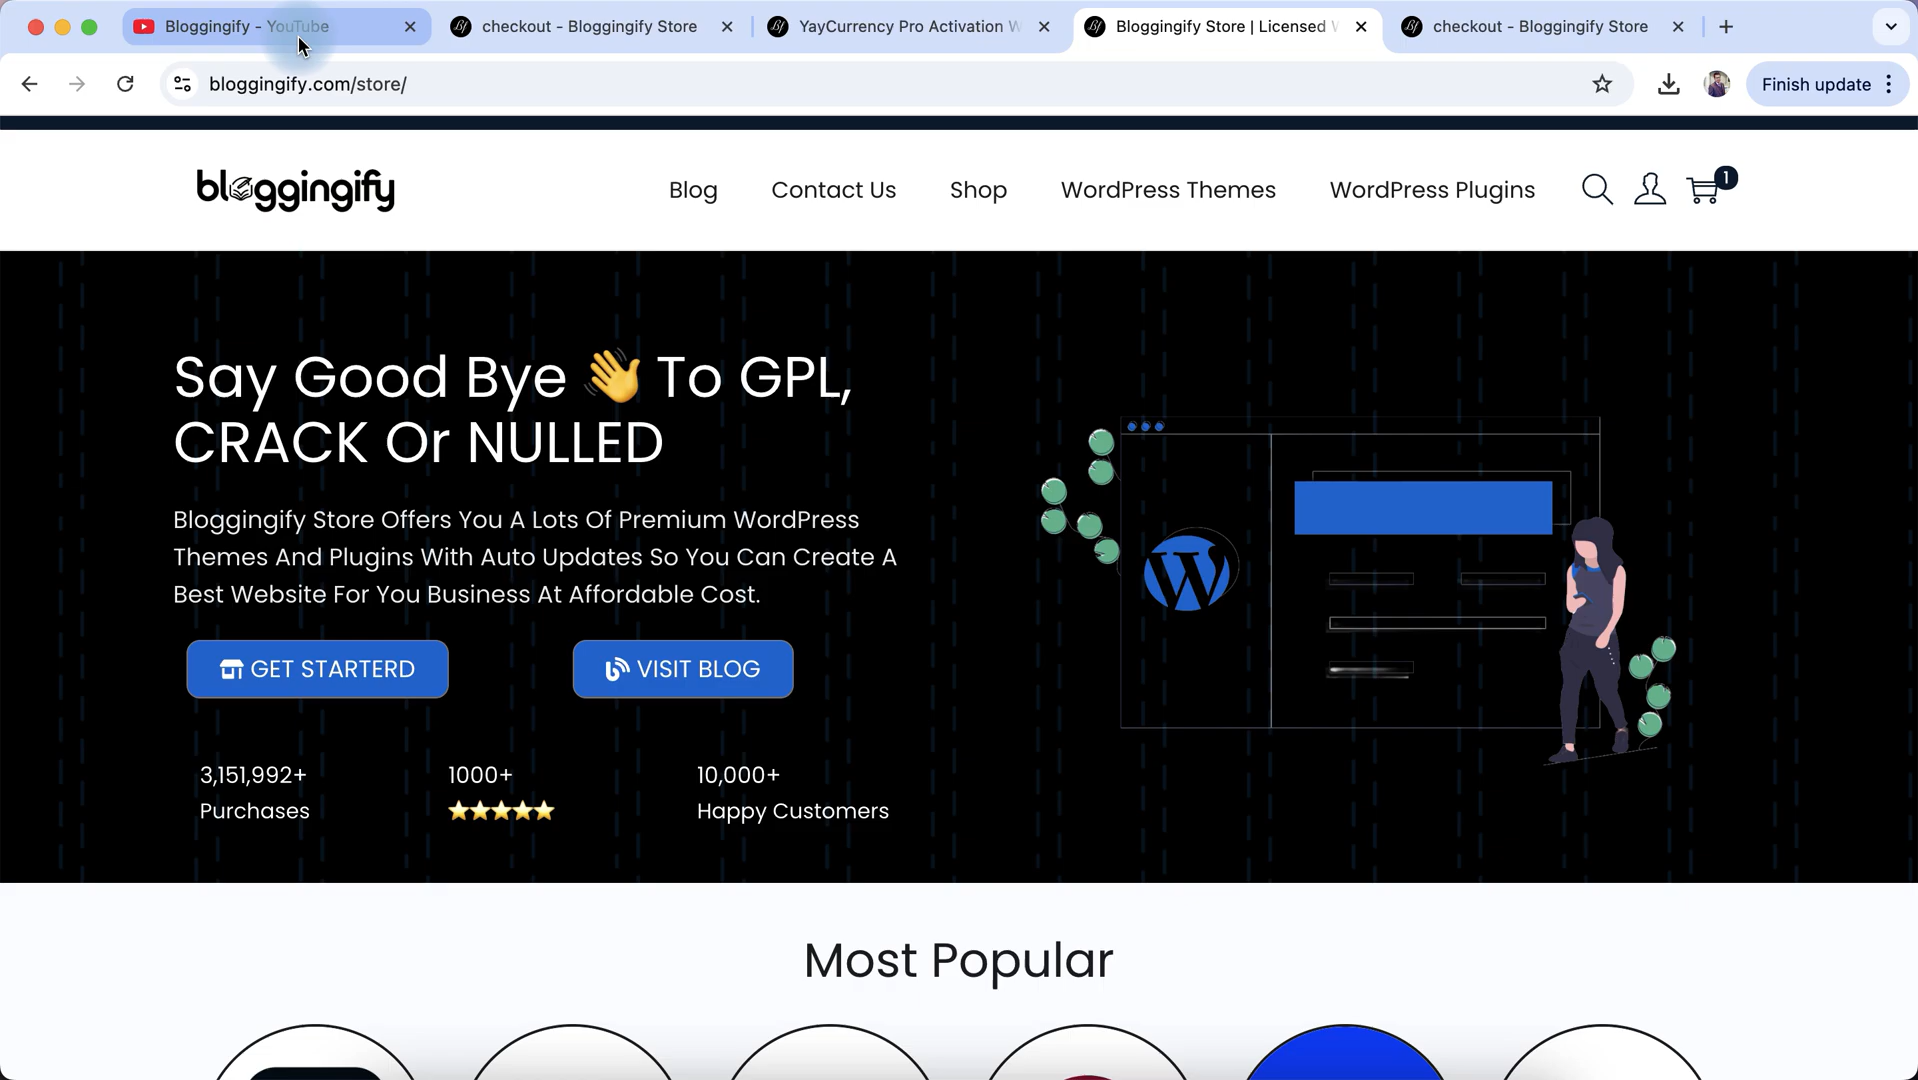 Bloggingify - YouTube
checkout - Bloggingify Store
YayCurrency Pro Activation W
Bloggingify Store | Licensed W
checkout - Bloggingify Store
bloggingify.com/store/
Finish update
bloggingify
Blog
Contact Us
Shop
WordPress Themes
WordPress Plugins
1
Say Good Bye 👋 To GPL,
CRACK Or NULLED
Bloggingify Store Offers You A Lots Of Premium WordPress
Themes And Plugins With Auto Updates So You Can Create A
Best Website For You Business At Affordable Cost.
GET STARTERD
VISIT BLOG
3,151,992+
Purchases
1000+
⭐⭐⭐⭐⭐
10,000+
Happy Customers
Most Popular